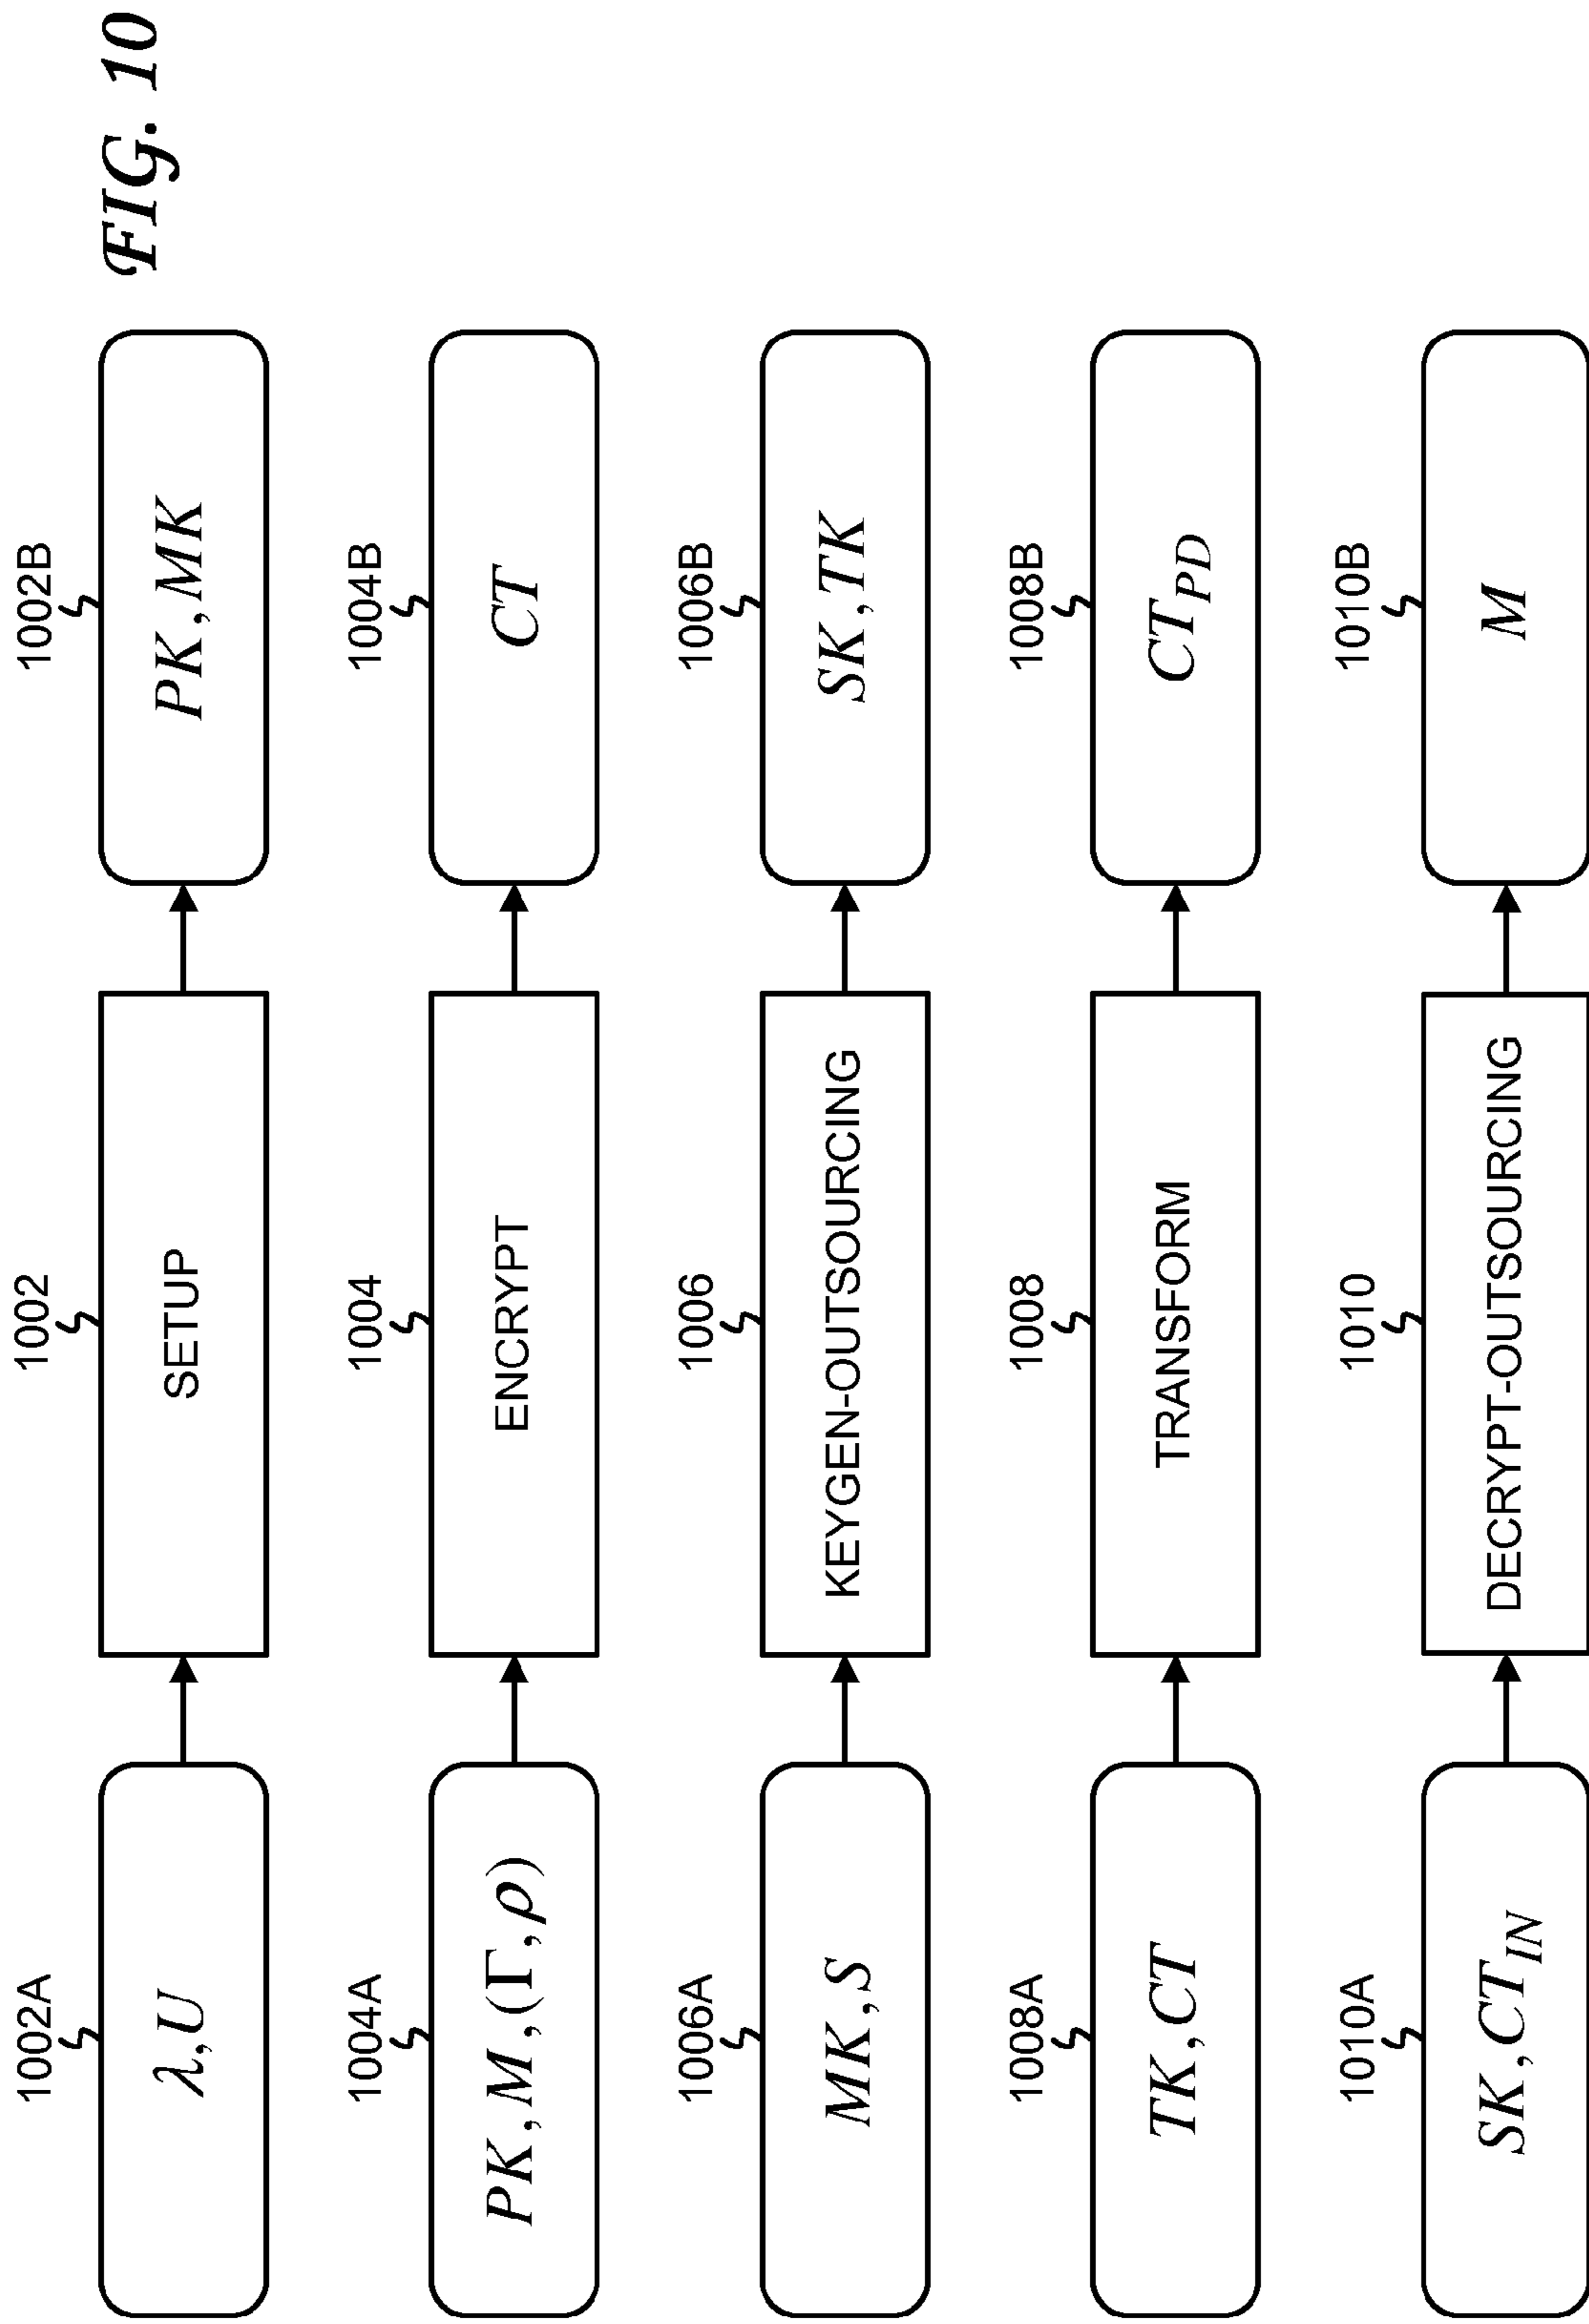 FIG. 10
1002A
1002
1002B
λ, U
SETUP
PK, MK
1004A
1004
1004B
PK, M, (Γ, ρ)
ENCRYPT
CT
1006A
1006
1006B
MK, S
KEYGEN-OUTSOURCING
SK, TK
1008A
1008
1008B
TK, CT
TRANSFORM
CT_PD
1010A
1010
1010B
SK, CT_IN
DECRYPT-OUTSOURCING
M